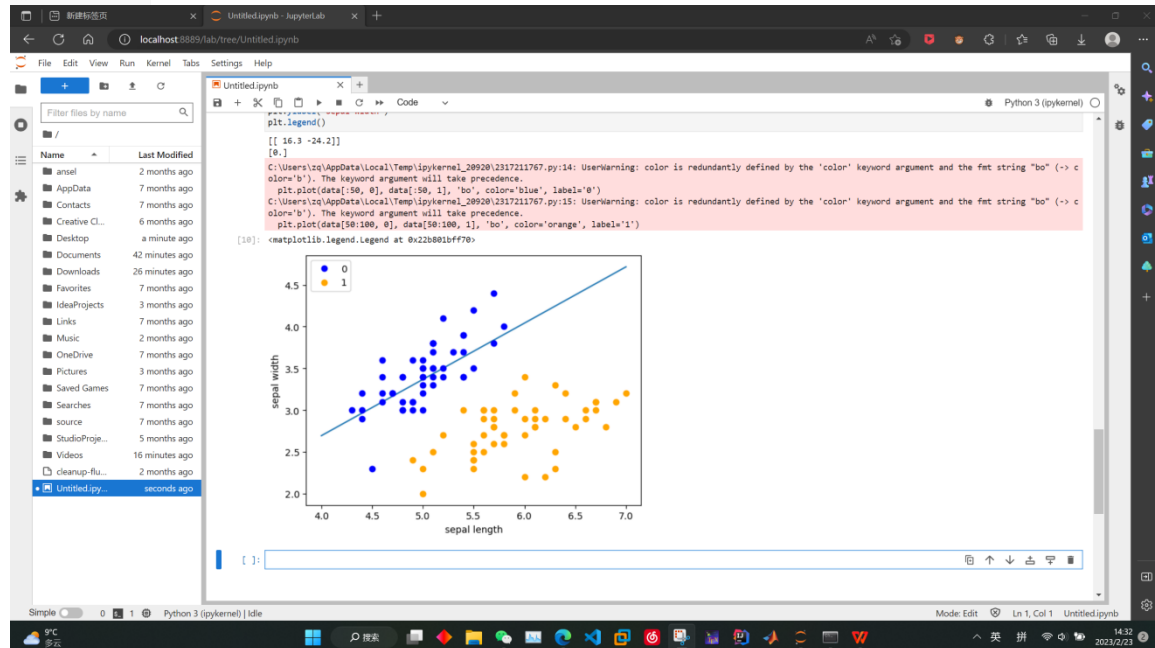 新建标签页
Untitled.ipynb - JupyterLab
localhost:8889/lab/tree/Untitled.ipynb
File Edit View Run Kernel Tabs Settings Help
Untitled.ipynb
Filter files by name
Code
Python 3 (ipykernel)
/
plt.legend()
Name Last Modified
[[ 16.3 -24.2]]
[0.]
ansel 2 months ago
AppData 7 months ago
Contacts 7 months ago
Creative Cl... 6 months ago
Desktop a minute ago
Documents 42 minutes ago
Downloads 26 minutes ago
Favorites 7 months ago
IdeaProjects 3 months ago
Links 7 months ago
Music 2 months ago
OneDrive 7 months ago
Pictures 3 months ago
Saved Games 7 months ago
Searches 7 months ago
source 7 months ago
StudioProje... 5 months ago
Videos 16 minutes ago
cleanup-flu... 2 months ago
Untitled.ipy... seconds ago
C:\Users\zq\AppData\Local\Temp\ipykernel_20920\2317211767.py:14: UserWarning: color is redundantly defined by the 'color' keyword argument and the fmt string "bo" (-> c
olor='b'). The keyword argument will take precedence.
plt.plot(data[:50, 0], data[:50, 1], 'bo', color='blue', label='0')
C:\Users\zq\AppData\Local\Temp\ipykernel_20920\2317211767.py:15: UserWarning: color is redundantly defined by the 'color' keyword argument and the fmt string "bo" (-> c
olor='b'). The keyword argument will take precedence.
plt.plot(data[50:100, 0], data[50:100, 1], 'bo', color='orange', label='1')
[10]: <matplotlib.legend.Legend at 0x22b801bff70>
0
1
4.5
4.0
3.5
3.0
2.5
2.0
sepal width
4.0 4.5 5.0 5.5 6.0 6.5 7.0
sepal length
[ ]:
Simple 0 1 Python 3 (ipykernel) | Idle
Mode: Edit Ln 1, Col 1 Untitled.ipynb
9°C
多云
搜索
英 拼
14:32
2023/2/23
2